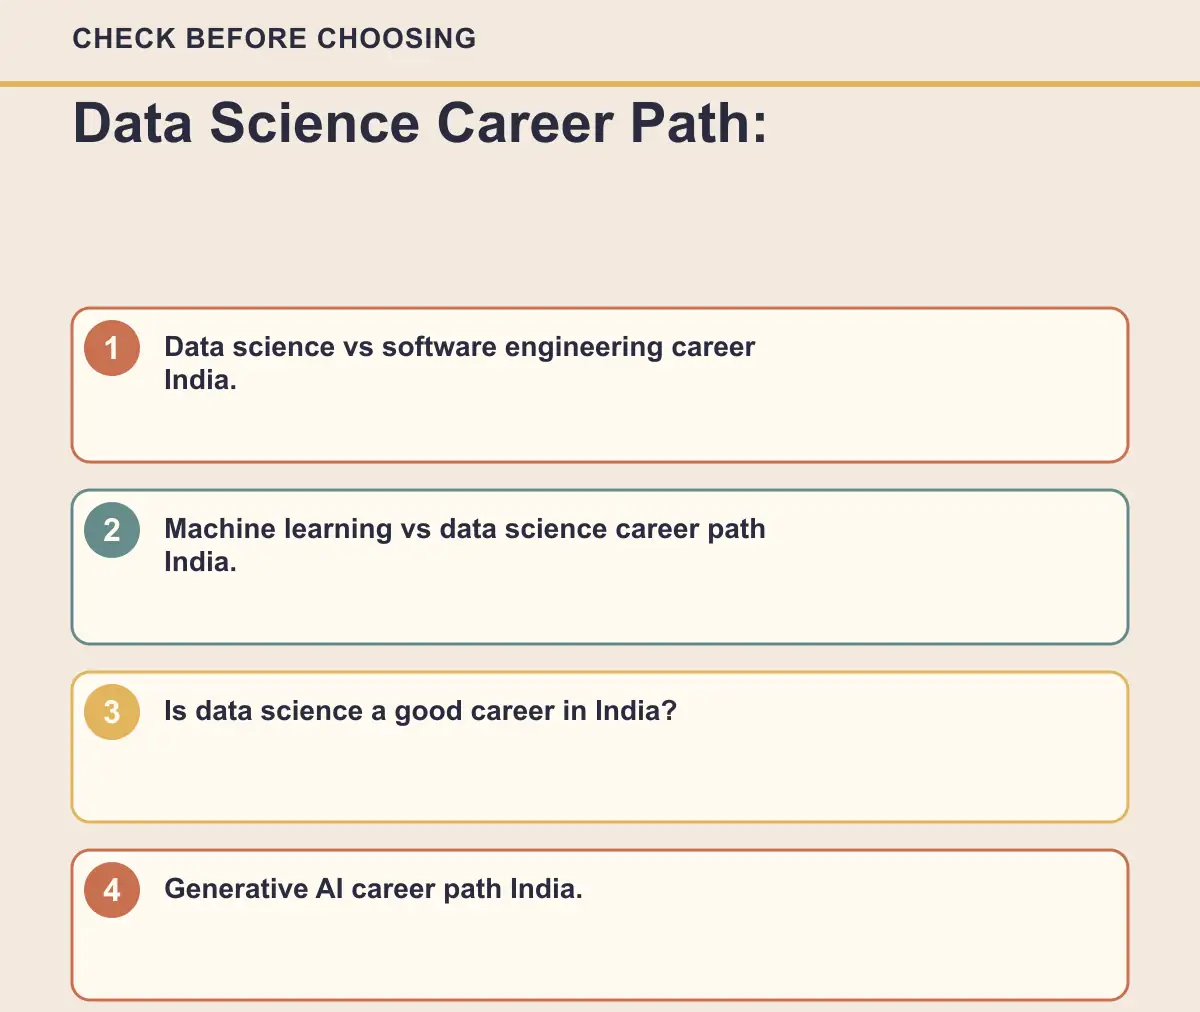 CHECK BEFORE CHOOSING
Data Science Career Path:
1
Data science vs software engineering career
India.
2
Machine learning vs data science career path
India.
3
Is data science a good career in India?
4
Generative AI career path India.